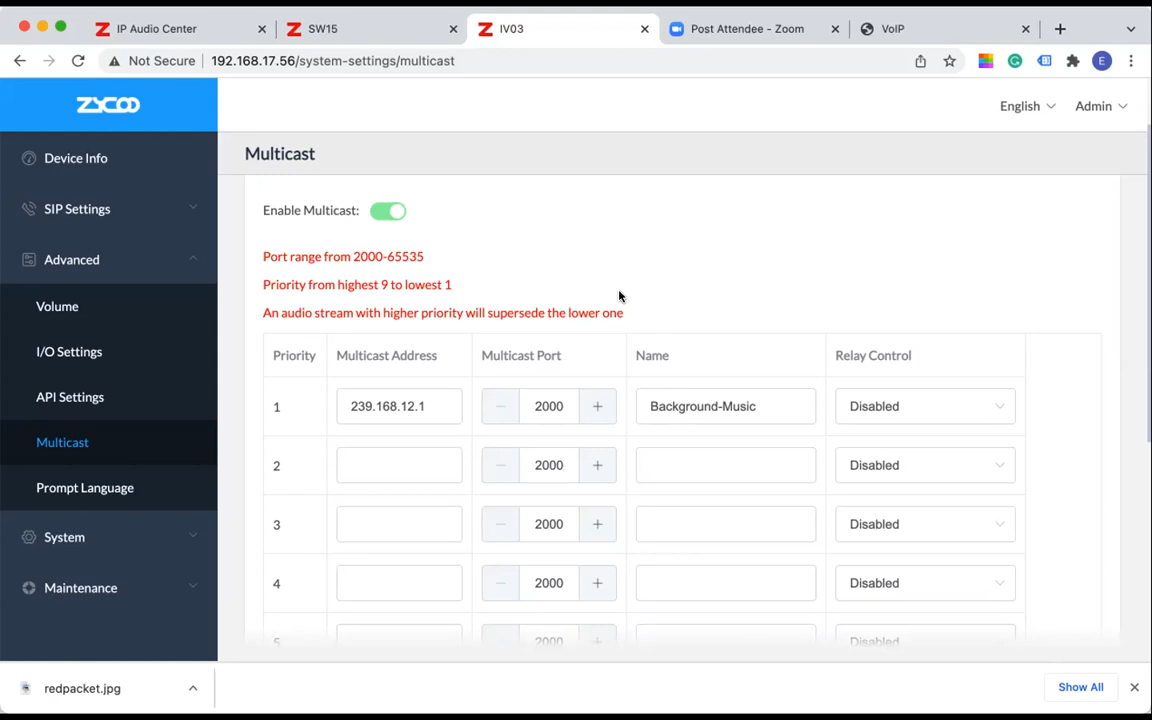 IP Audio Center
SW15
IV03
Post Attendee - Zoom
VoIP
Not Secure
192.168.17.56/system-settings/multicast
E
ZYCOO
English
Admin
Device Info
SIP Settings
Advanced
Volume
I/O Settings
API Settings
Multicast
Prompt Language
System
Maintenance
Multicast
Enable Multicast:
Port range from 2000-65535
Priority from highest 9 to lowest 1
An audio stream with higher priority will supersede the lower one
Priority Multicast Address Multicast Port Name Relay Control
1 239.168.12.1 2000 Background-Music Disabled
2 2000 Disabled
3 2000 Disabled
4 2000 Disabled
5 2000 Disabled
redpacket.jpg
Show All